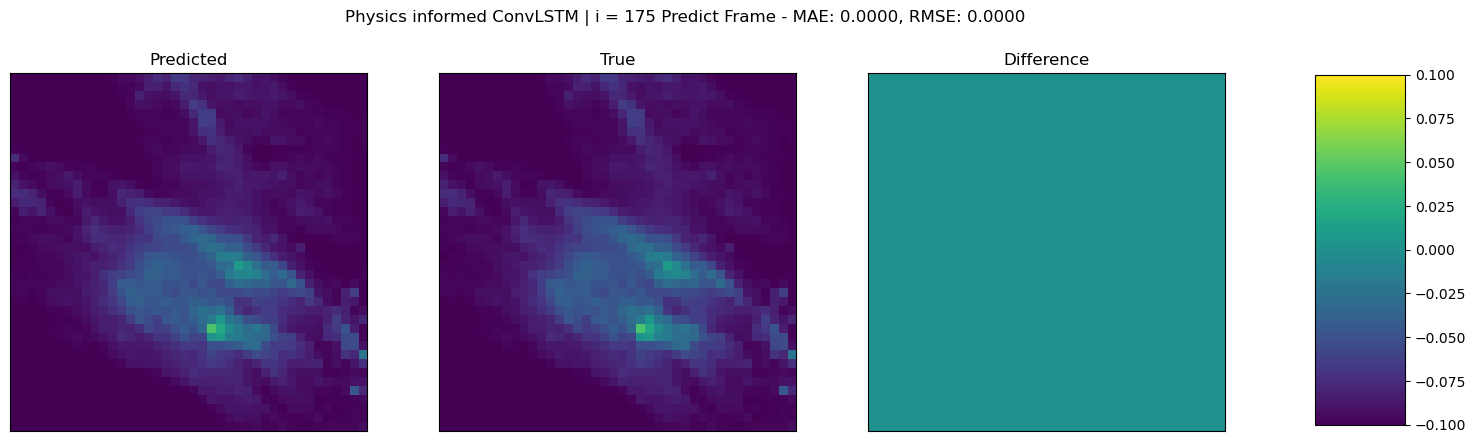 Physics informed ConvLSTM | i = 175 Predict Frame - MAE: 0.0000, RMSE: 0.0000
Predicted
True
Difference
0.100
0.075
0.050
0.025
0.000
−0.025
−0.050
−0.075
−0.100